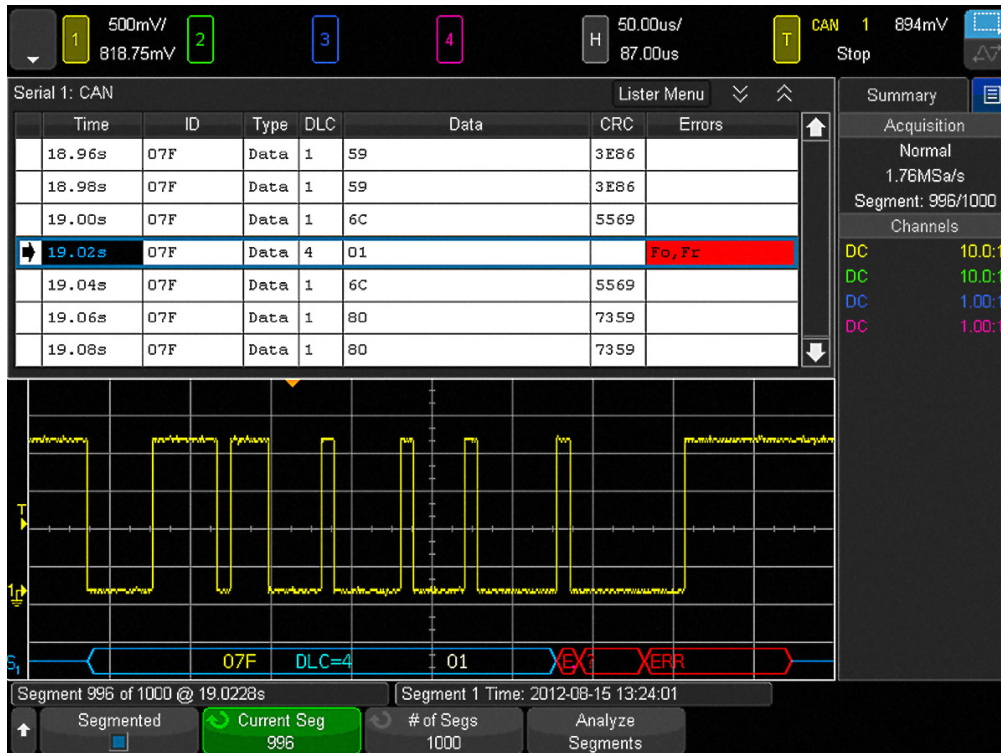 1 500mV/ 818.75mV 2 3 4 H 50.00us/ 87.00us T CAN 1 894mV Stop
Serial 1: CAN Lister Menu
Time ID Type DLC Data CRC Errors
18.96s 07F Data 1 59 3E86
18.98s 07F Data 1 59 3E86
19.00s 07F Data 1 6C 5569
19.02s 07F Data 4 01 Fo,Fr
19.04s 07F Data 1 6C 5569
19.06s 07F Data 1 80 7359
19.08s 07F Data 1 80 7359
Summary
Acquisition
Normal
1.76MSa/s
Segment: 996/1000
Channels
DC 10.0:1
DC 10.0:1
DC 1.00:1
DC 1.00:1
T
1
S1 07F DLC=4 01 E ? ERR
Segment 996 of 1000 @ 19.0228s Segment 1 Time: 2012-08-15 13:24:01
Segmented Current Seg # of Segs Analyze
996 1000 Segments